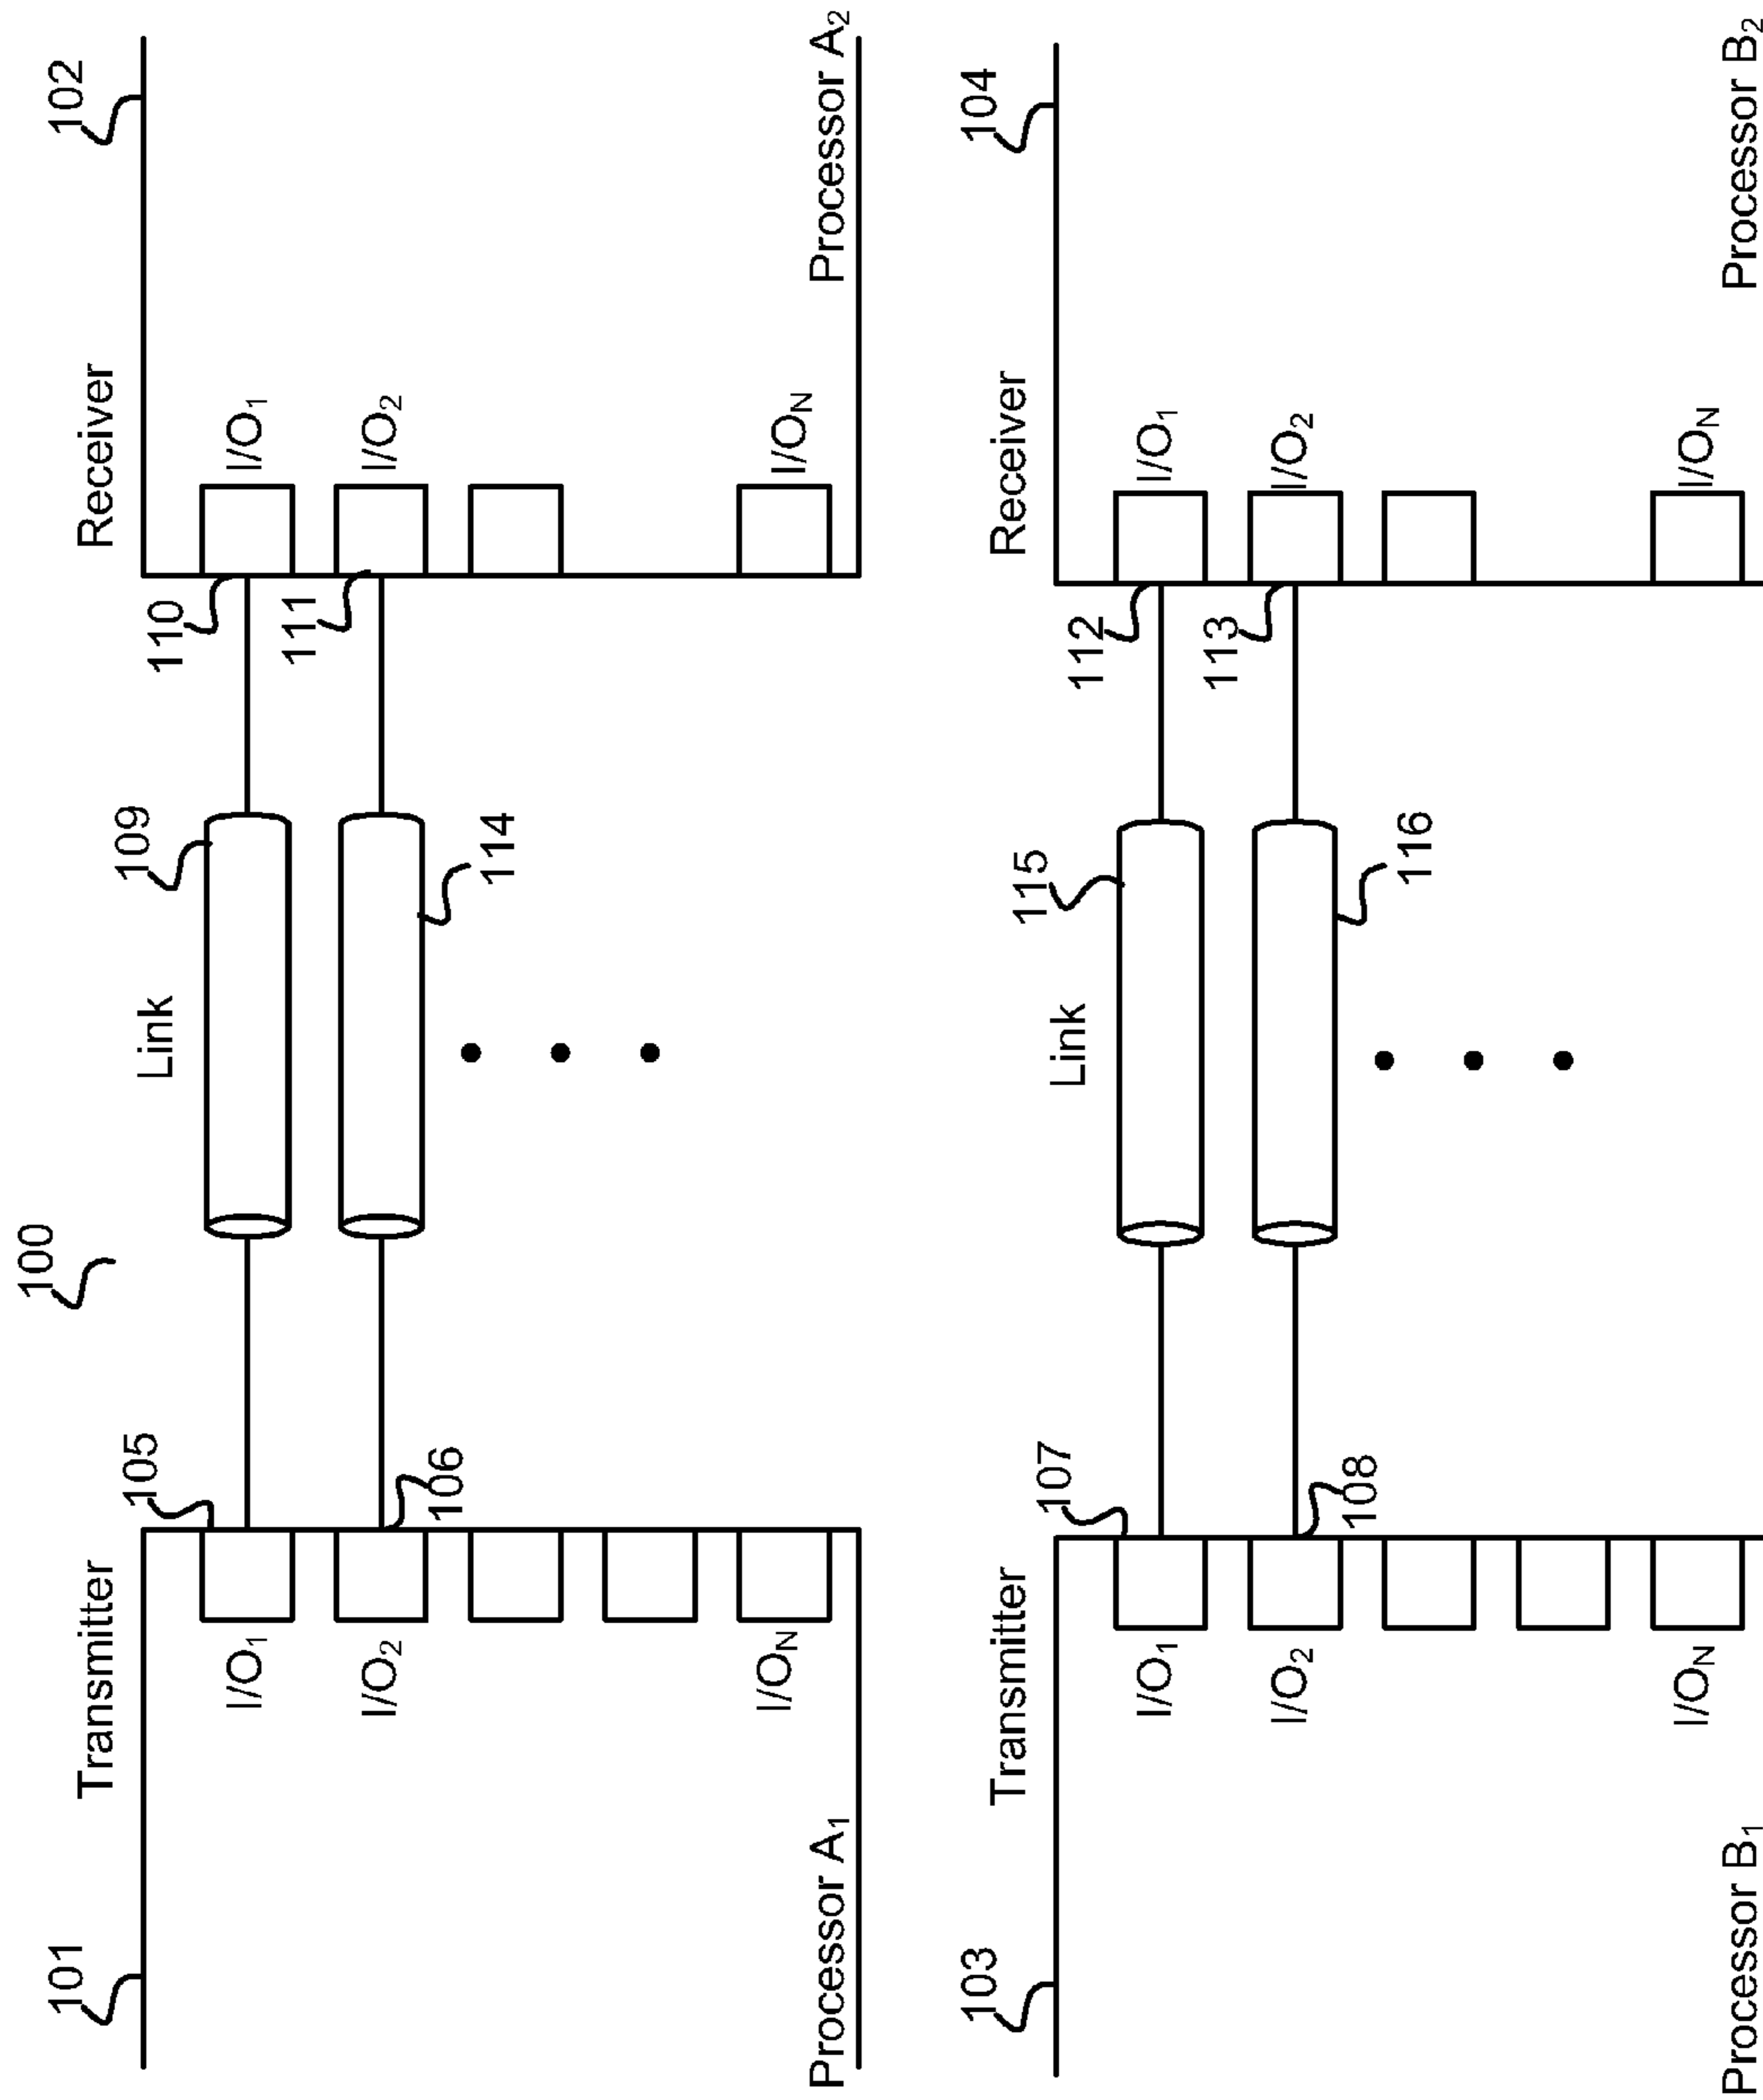 100
101
102
Transmitter
Link
Receiver
105
109
110
I/O₁
I/O₁
106
114
111
I/O₂
I/O₂
I/Oₙ
I/Oₙ
Processor A₁
Processor A₂
103
104
Transmitter
Link
Receiver
107
115
112
I/O₁
I/O₁
108
116
113
I/O₂
I/O₂
I/Oₙ
I/Oₙ
Processor B₁
Processor B₂